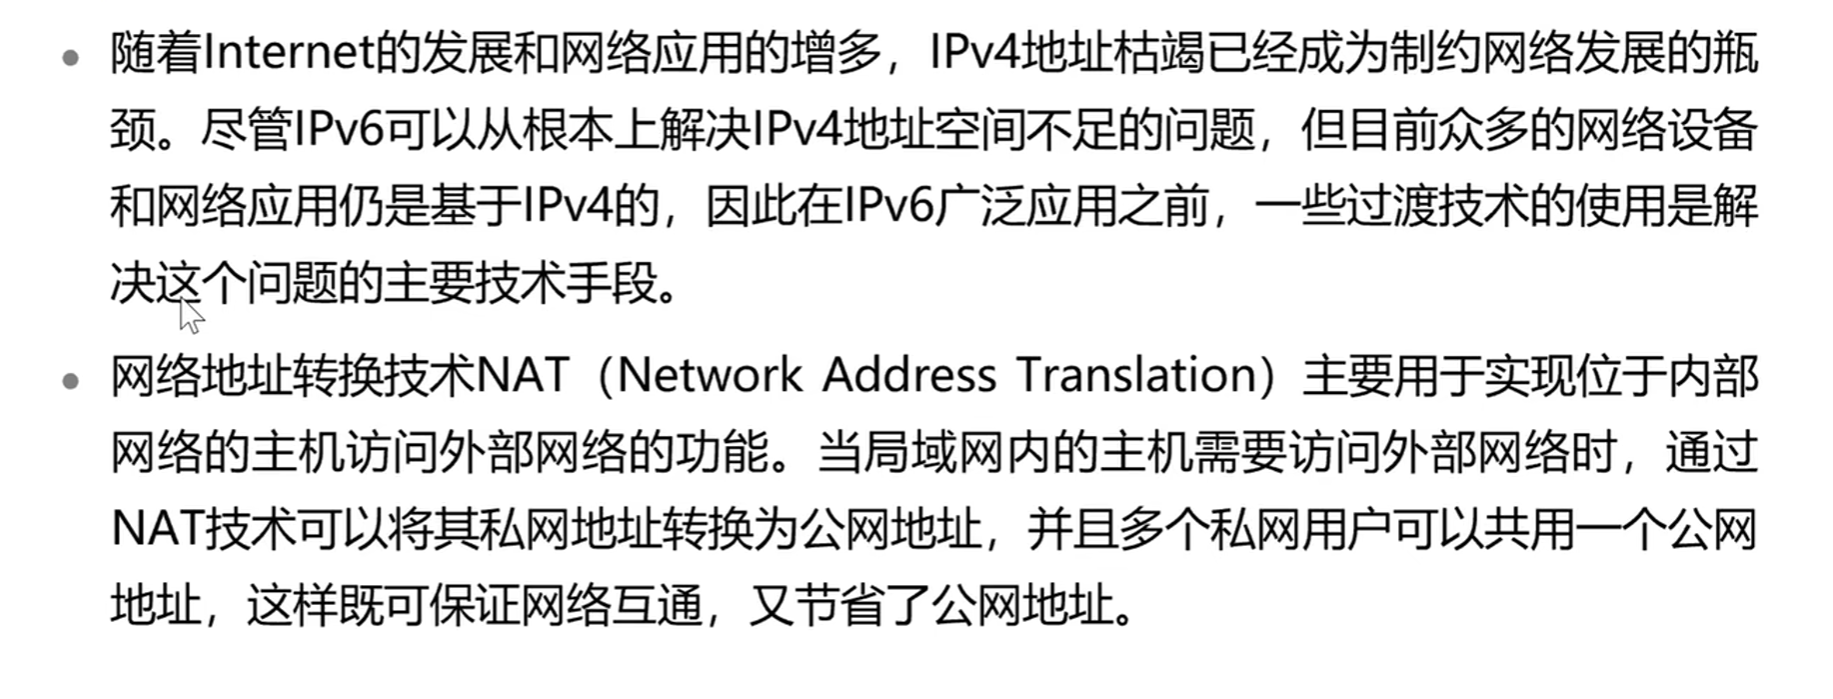 随着Internet的发展和网络应用的增多，IPv4地址枯竭已经成为制约网络发展的瓶
颈。尽管IPv6可以从根本上解决IPv4地址空间不足的问题，但目前众多的网络设备
和网络应用仍是基于IPv4的，因此在IPv6广泛应用之前，一些过渡技术的使用是解
决这个问题的主要技术手段。
网络地址转换技术NAT（Network Address Translation）主要用于实现位于内部
网络的主机访问外部网络的功能。当局域网内的主机需要访问外部网络时，通过
NAT技术可以将其私网地址转换为公网地址，并且多个私网用户可以共用一个公网
地址，这样既可保证网络互通，又节省了公网地址。